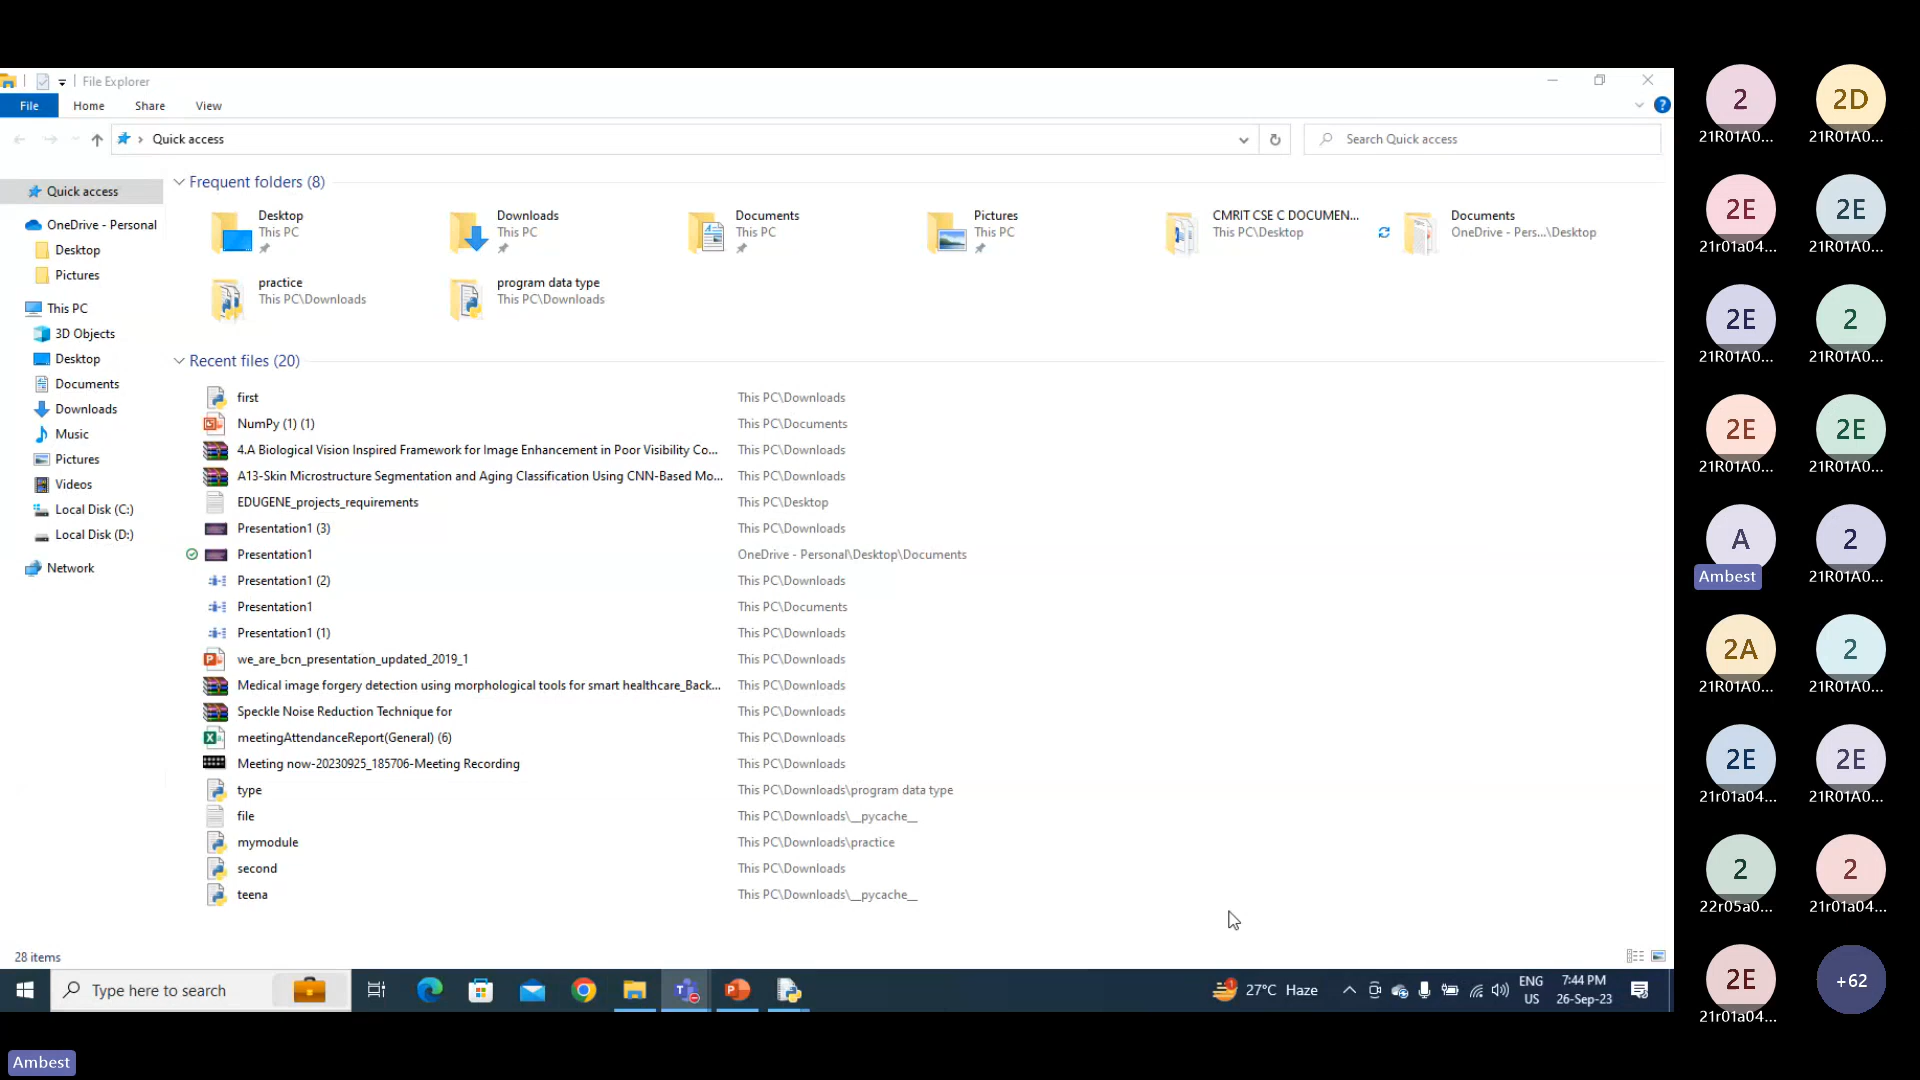 File Explorer
File Home Share View
Quick access
Search Quick access
Quick access
OneDrive - Personal
Desktop
Pictures
This PC
3D Objects
Desktop
Documents
Downloads
Music
Pictures
Videos
Local Disk (C:)
Local Disk (D:)
Network
Frequent folders (8)
Desktop
This PC
Downloads
This PC
Documents
This PC
Pictures
This PC
CMRIT CSE C DOCUMEN...
This PC\Desktop
Documents
OneDrive - Pers...\Desktop
practice
This PC\Downloads
program data type
This PC\Downloads
Recent files (20)
first This PC\Downloads
NumPy (1) (1) This PC\Documents
4.A Biological Vision Inspired Framework for Image Enhancement in Poor Visibility Co... This PC\Downloads
A13-Skin Microstructure Segmentation and Aging Classification Using CNN-Based Mo... This PC\Downloads
EDUGENE_projects_requirements This PC\Desktop
Presentation1 (3) This PC\Downloads
Presentation1 OneDrive - Personal\Desktop\Documents
Presentation1 (2) This PC\Downloads
Presentation1 This PC\Documents
Presentation1 (1) This PC\Downloads
we_are_bcn_presentation_updated_2019_1 This PC\Downloads
Medical image forgery detection using morphological tools for smart healthcare_Back... This PC\Downloads
Speckle Noise Reduction Technique for This PC\Downloads
meetingAttendanceReport(General) (6) This PC\Downloads
Meeting now-20230925_185706-Meeting Recording This PC\Downloads
type This PC\Downloads\program data type
file This PC\Downloads\__pycache__
mymodule This PC\Downloads\practice
second This PC\Downloads
teena This PC\Downloads\__pycache__
28 items
Type here to search
27°C Haze
ENG
US
7:44 PM
26-Sep-23
2 2D
21R01A0... 21R01A0...
2E 2E
21r01a04... 21R01A0...
2E 2
21R01A0... 21R01A0...
2E 2E
21R01A0... 21R01A0...
A 2
Ambest 21R01A0...
2A 2
21R01A0... 21R01A0...
2E 2E
21r01a04... 21R01A0...
2 2
22r05a0... 21r01a04...
2E +62
21r01a04...
Ambest